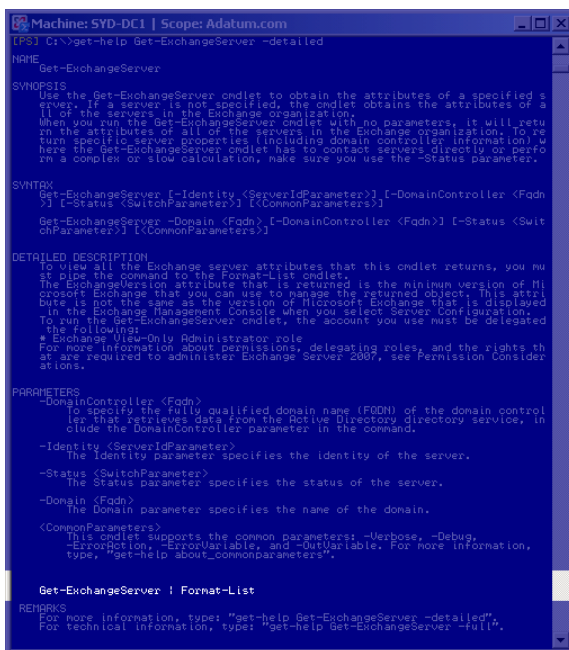 Machine: SYD-DC1 | Scope: Adatum.com
[PS] C:\>get-help Get-ExchangeServer -detailed
NAME
Get-ExchangeServer
SYNOPSIS
Use the Get-ExchangeServer cmdlet to obtain the attributes of a specified s
erver. If a server is not specified, the cmdlet obtains the attributes of a
ll of the servers in the Exchange organization.
When you run the Get-ExchangeServer cmdlet with no parameters, it will retu
rn the attributes of all of the servers in the Exchange organization. To re
turn specific server properties (including domain controller information) w
here the Get-ExchangeServer cmdlet has to contact servers directly or perfo
rm a complex or slow calculation, make sure you use the -Status parameter.
SYNTAX
Get-ExchangeServer [-Identity <ServerIdParameter>] [-DomainController <Fqdn
>] [-Status <SwitchParameter>] [<CommonParameters>]
Get-ExchangeServer -Domain <Fqdn> [-DomainController <Fqdn>] [-Status <Swit
chParameter>] [<CommonParameters>]
DETAILED DESCRIPTION
To view all the Exchange server attributes that this cmdlet returns, you mu
st pipe the command to the Format-List cmdlet.
The ExchangeVersion attribute that is returned is the minimum version of Mi
crosoft Exchange that you can use to manage the returned object. This attri
bute is not the same as the version of Microsoft Exchange that is displayed
in the Exchange Management Console when you select Server Configuration.
To run the Get-ExchangeServer cmdlet, the account you use must be delegated
the following:
* Exchange View-Only Administrator role
For more information about permissions, delegating roles, and the rights th
at are required to administer Exchange Server 2007, see Permission Consider
ations.
PARAMETERS
-DomainController <Fqdn>
To specify the fully qualified domain name (FQDN) of the domain control
ler that retrieves data from the Active Directory directory service, in
clude the DomainController parameter in the command.
-Identity <ServerIdParameter>
The Identity parameter specifies the identity of the server.
-Status <SwitchParameter>
The Status parameter specifies the status of the server.
-Domain <Fqdn>
The Domain parameter specifies the name of the domain.
<CommonParameters>
This cmdlet supports the common parameters: -Verbose, -Debug,
-ErrorAction, -ErrorVariable, and -OutVariable. For more information,
type, "get-help about_commonparameters".
Get-ExchangeServer | Format-List
REMARKS
For more information, type: "get-help Get-ExchangeServer -detailed".
For technical information, type: "get-help Get-ExchangeServer -full".